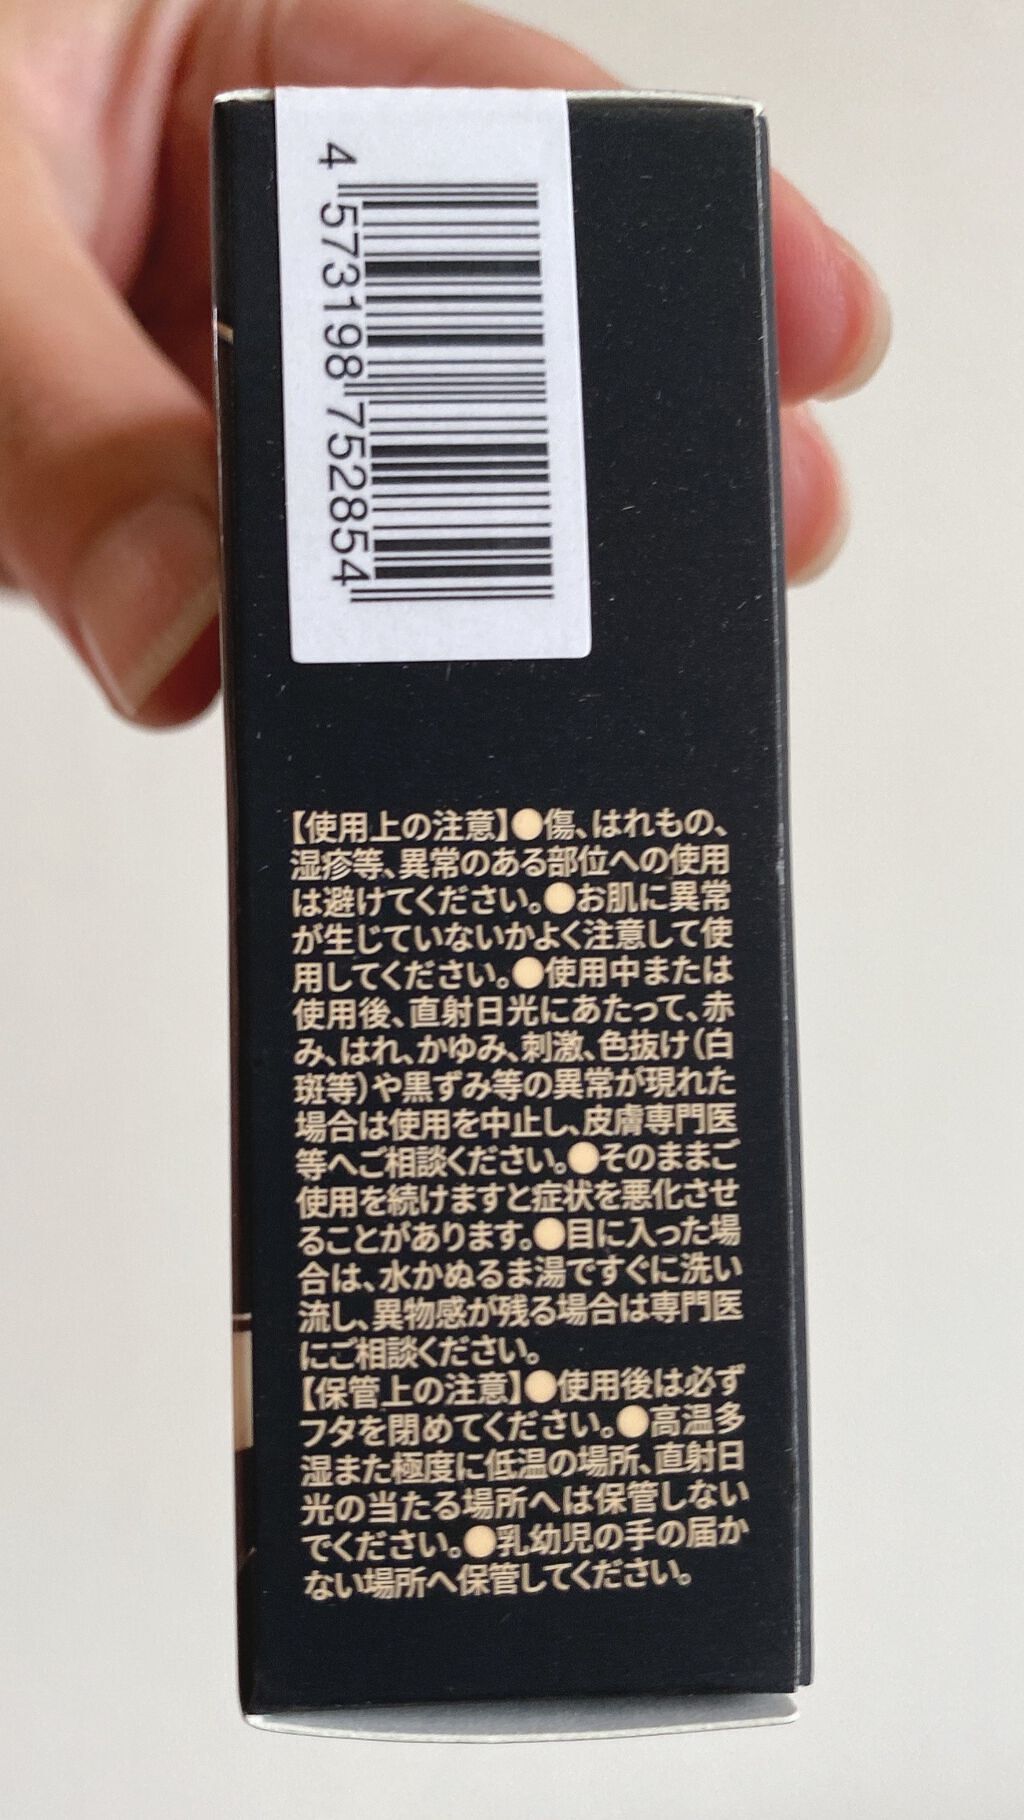 4 573198 752854
【使用上の注意】●傷、はれもの、
湿疹等、異常のある部位への使用
は避けてください。●お肌に異常
が生じていないかよく注意して使
用してください。●使用中または
使用後、直射日光にあたって、赤
み、はれ、かゆみ、刺激、色抜け(白
斑等)や黒ずみ等の異常が現れた
場合は使用を中止し、皮膚専門医
等へご相談ください。●そのままご
使用を続けますと症状を悪化させ
ることがあります。●目に入った場
合は、水かぬるま湯ですぐに洗い
流し、異物感が残る場合は専門医
にご相談ください。
【保管上の注意】●使用後は必ず
フタを閉めてください。●高温多
湿また極度に低温の場所、直射日
光の当たる場所へは保管しない
でください。●乳幼児の手の届か
ない場所へ保管してください。